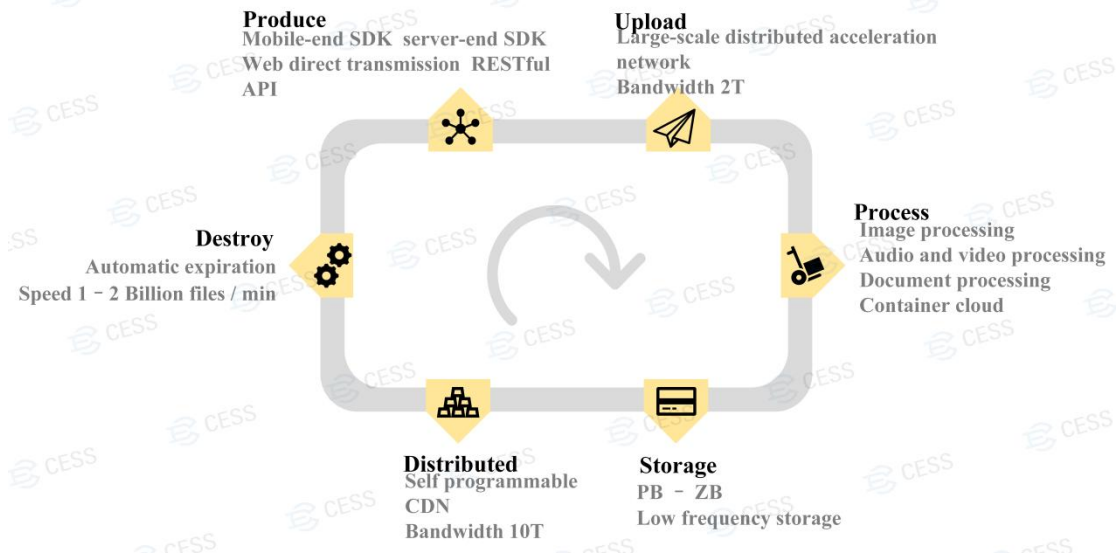 Produce
Mobile-end SDK server-end SDK
Web direct transmission RESTful
API
Upload
Large-scale distributed acceleration
network
Bandwidth 2T
Process
Image processing
Audio and video processing
Document processing
Container cloud
Storage
PB – ZB
Low frequency storage
Distributed
Self programmable
CDN
Bandwidth 10T
Destroy
Automatic expiration
Speed 1 – 2 Billion files / min
CESS